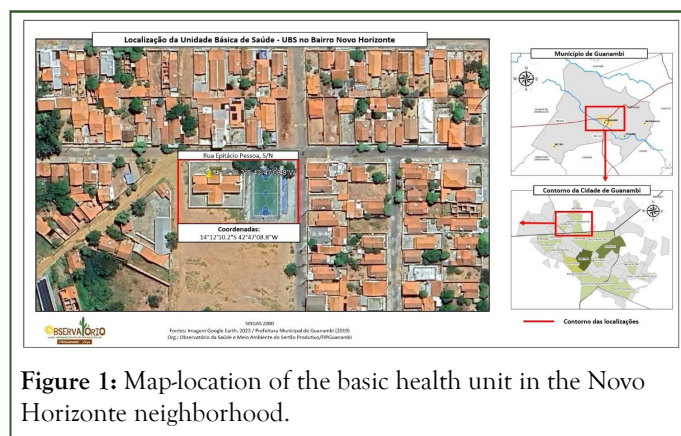 Localização da Unidade Básica de Saúde - UBS no Bairro Novo Horizonte
Rua Epitácio Pessoa, S/N
Coordenadas:
14°12'10.2"S 42°47'08.8"W
Município de Guanambi
Contorno da Cidade de Guanambi
Contorno das localizações
OBSERVATÓRIO
SIRGAS 2000
Fontes: Imagem Google Earth, 2023 / Prefeitura Municipal de Guanambi (2019)
Org.: Observatório da Saúde e Meio Ambiente do Sertão Produtivo/FIPGuanambi
Figure 1: Map-location of the basic health unit in the Novo
Horizonte neighborhood.